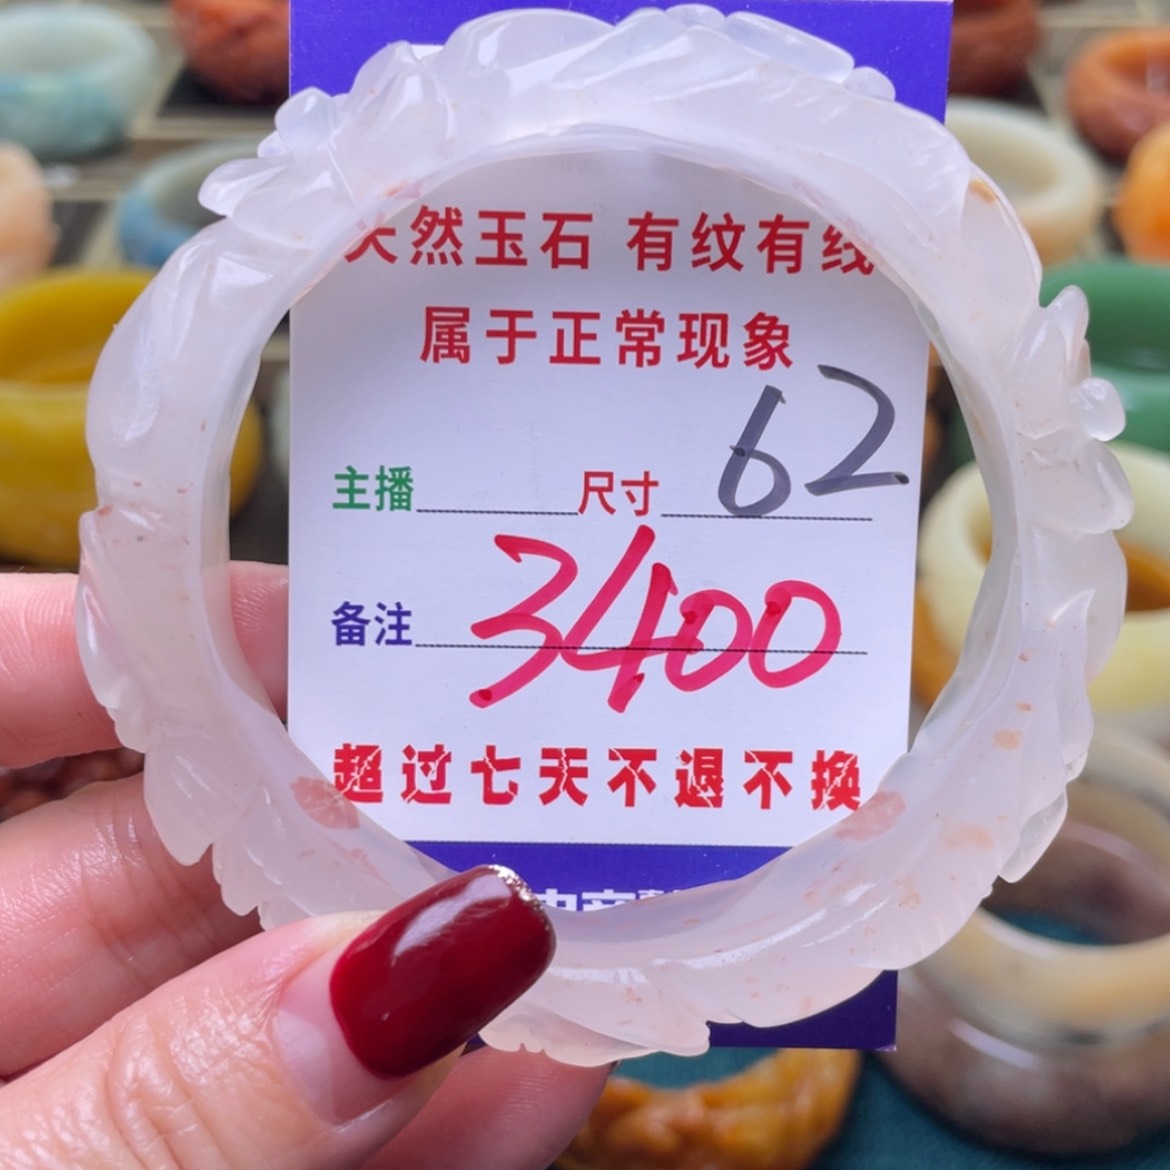 天然玉石 有纹有线
属于正常现象
主播 尺寸 62
备注 3400
超过七天不退不换